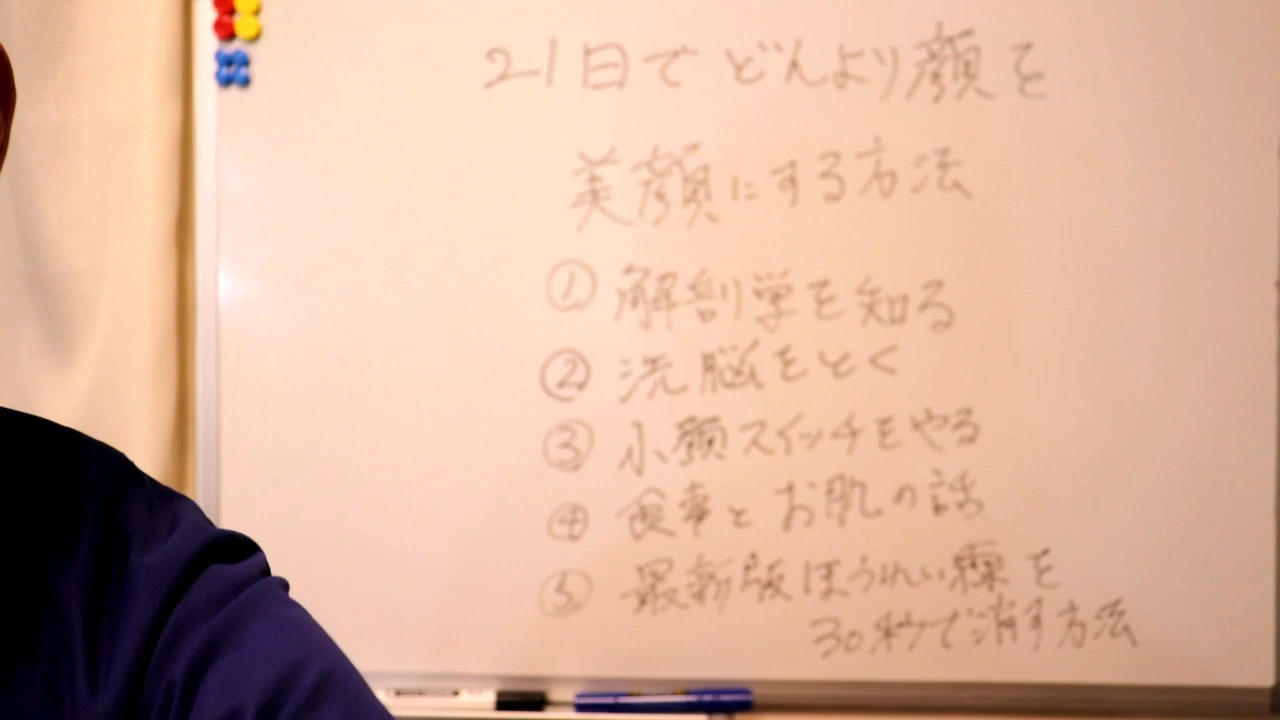 21日でどんより顔を
美顔にする方法
① 解剖学を知る
② 洗脳をとく
③ 小顔スイッチをやる
④ 食事とお肌の話
⑤ 最新版ほうれい線を
30秒で消す方法